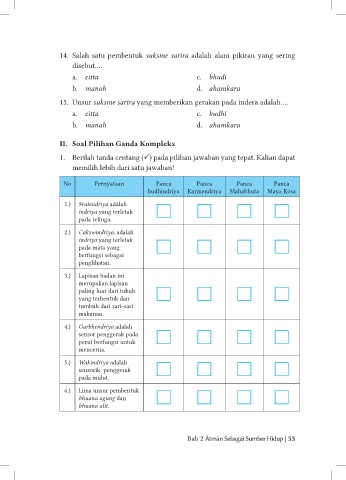 14. Salah satu pembentuk suksme sarira adalah alam pikiran yang sering
disebut....
a. citta
c. bhudi
b. manah
d. ahamkara
15. Unsur suksme sarira yang memberikan gerakan pada indera adalah....
a. citta
c. budhi
b. manah
d. ahamkara
II. Soal Pilihan Ganda Kompleks
1. Berilah tanda centang (✓) pada pilihan jawaban yang tepat. Kalian dapat
memilih lebih dari satu jawaban!
No Pernyataan Panca budhindriya Panca Karmendriya Panca Mahabhuta Panca Maya Kosa
1.) Srutendriya adalah
indriya yang terletak
pada telinga.
2.) Cakswindriya, adalah
indriya yang terletak
pada mata yang
berfungsi sebagai
penglihatan.
3.) Lapisan badan ini
merupakan lapisan
paling luar dari tubuh
yang terbentuk dan
tumbuh dari sari-sari
makanan.
4.) Garbhendriya adalah
sensor penggerak pada
perut berfungsi untuk
mencerna.
5.) Wakindriya adalah
sensorik penggerak
pada mulut.
6.) Lima unsur pembentuk
bhuana agung dan
bhuana alit.
Bab 2 Ātmān Sebagai Sumber Hidup | 53